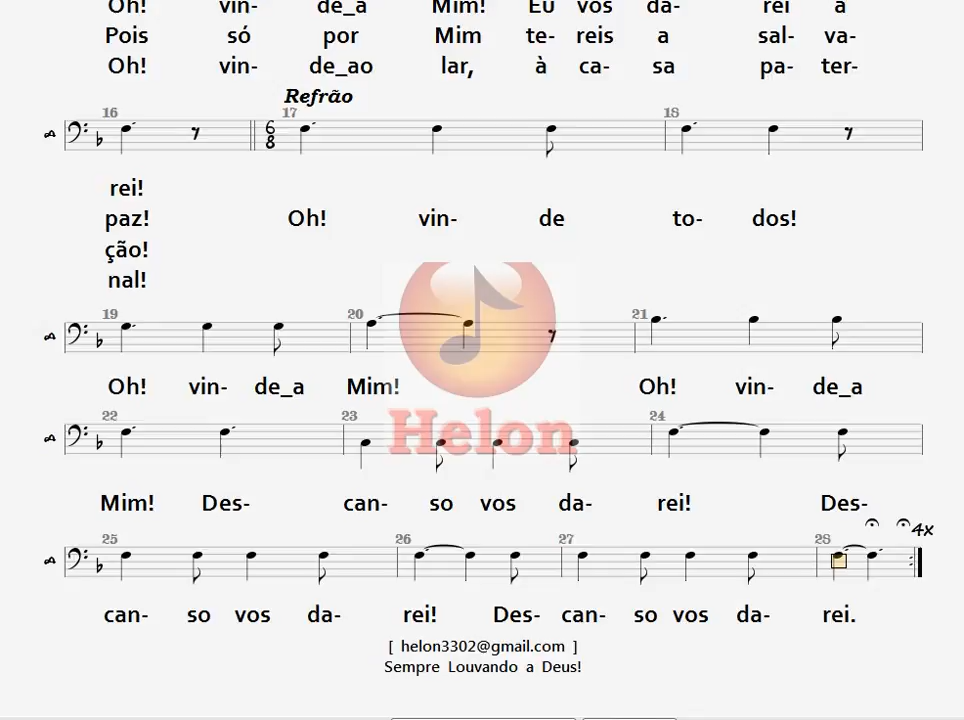 Oh! vin- de_a Mim! Eu vos da- rei a
Pois só por Mim te- reis a sal- va-
Oh! vin- de_ao lar, à ca- sa pa- ter-
Refrão
16 17 18
6
8
rei!
paz! Oh! vin- de to- dos!
ção!
nal!
19 20 21
Oh! vin- de_a Mim! Oh! vin- de_a
22 23 24
Helon
Mim! Des- can- so vos da- rei! Des-
4x
25 26 27 28
can- so vos da- rei! Des- can- so vos da- rei.
[ helon3302@gmail.com ]
Sempre Louvando a Deus!